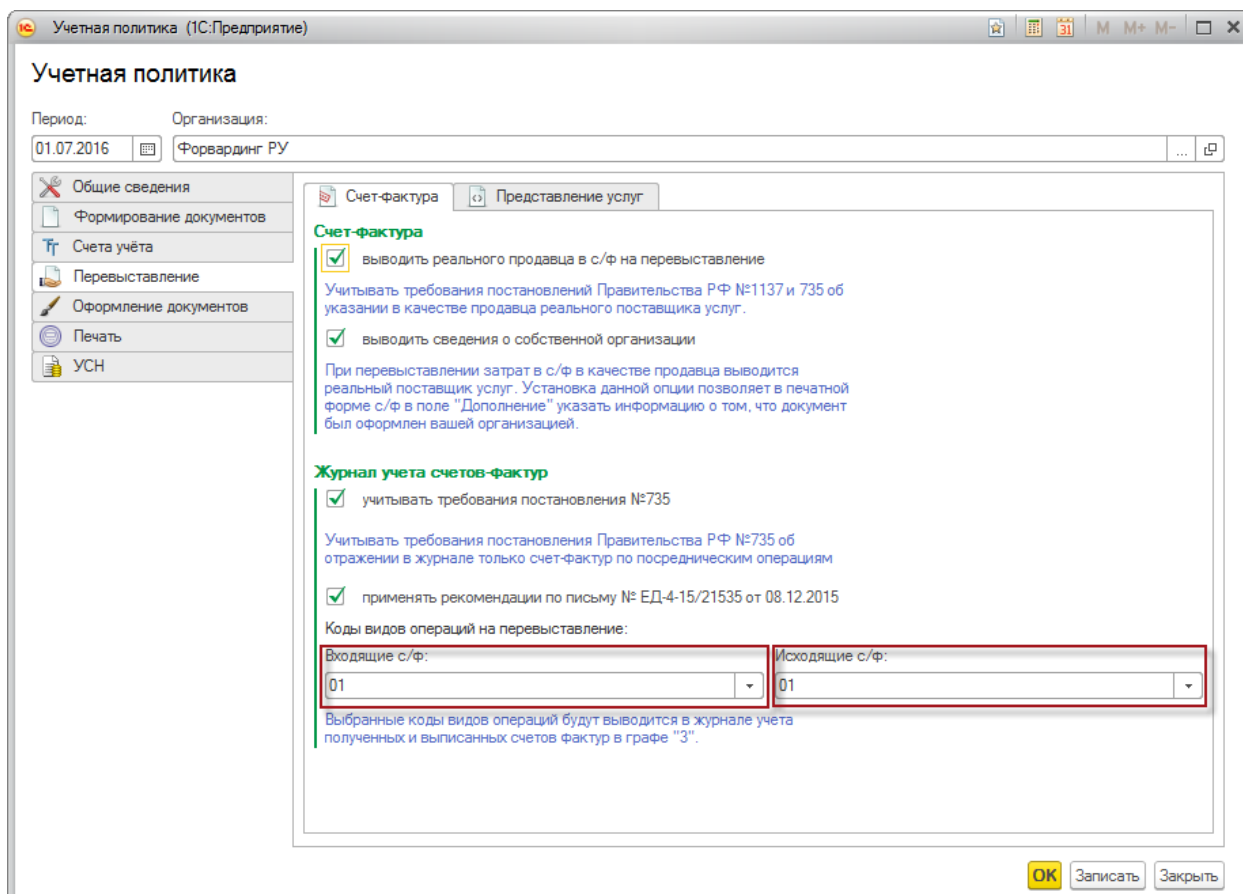 Учетная политика (1С:Предприятие)
31 M M+ M-
Учетная политика
Период: Организация:
01.07.2016 Форвардинг РУ ...
Общие сведения
Формирование документов
Счета учёта
Перевыставление
Оформление документов
Печать
УСН
Счет-фактура Представление услуг
Счет-фактура
выводить реального продавца в с/ф на перевыставление
Учитывать требования постановлений Правительства РФ №1137 и 735 об
указании в качестве продавца реального поставщика услуг.
выводить сведения о собственной организации
При перевыставлении затрат в с/ф в качестве продавца выводится
реальный поставщик услуг. Установка данной опции позволяет в печатной
форме с/ф в поле "Дополнение" указать информацию о том, что документ
был оформлен вашей организацией.
Журнал учета счетов-фактур
учитывать требования постановления №735
Учитывать требования постановления Правительства РФ №735 об
отражении в журнале только счет-фактур по посредническим операциям
применять рекомендации по письму № ЕД-4-15/21535 от 08.12.2015
Коды видов операций на перевыставление:
Входящие с/ф: Исходящие с/ф:
01 01
Выбранные коды видов операций будут выводится в журнале учета
полученных и выписанных счетов фактур в графе "3".
ОК Записать Закрыть